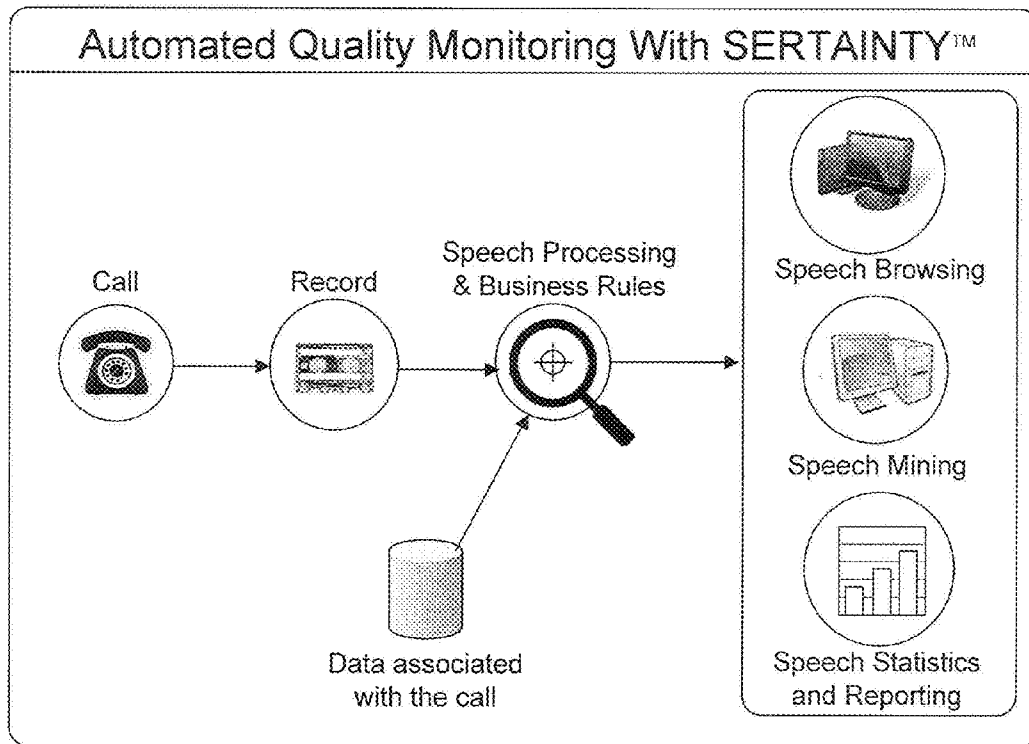 Automated Quality Monitoring With SERTAINTY™
Call
Record
Speech Processing
& Business Rules
Data associated
with the call
Speech Browsing
Speech Mining
Speech Statistics
and Reporting